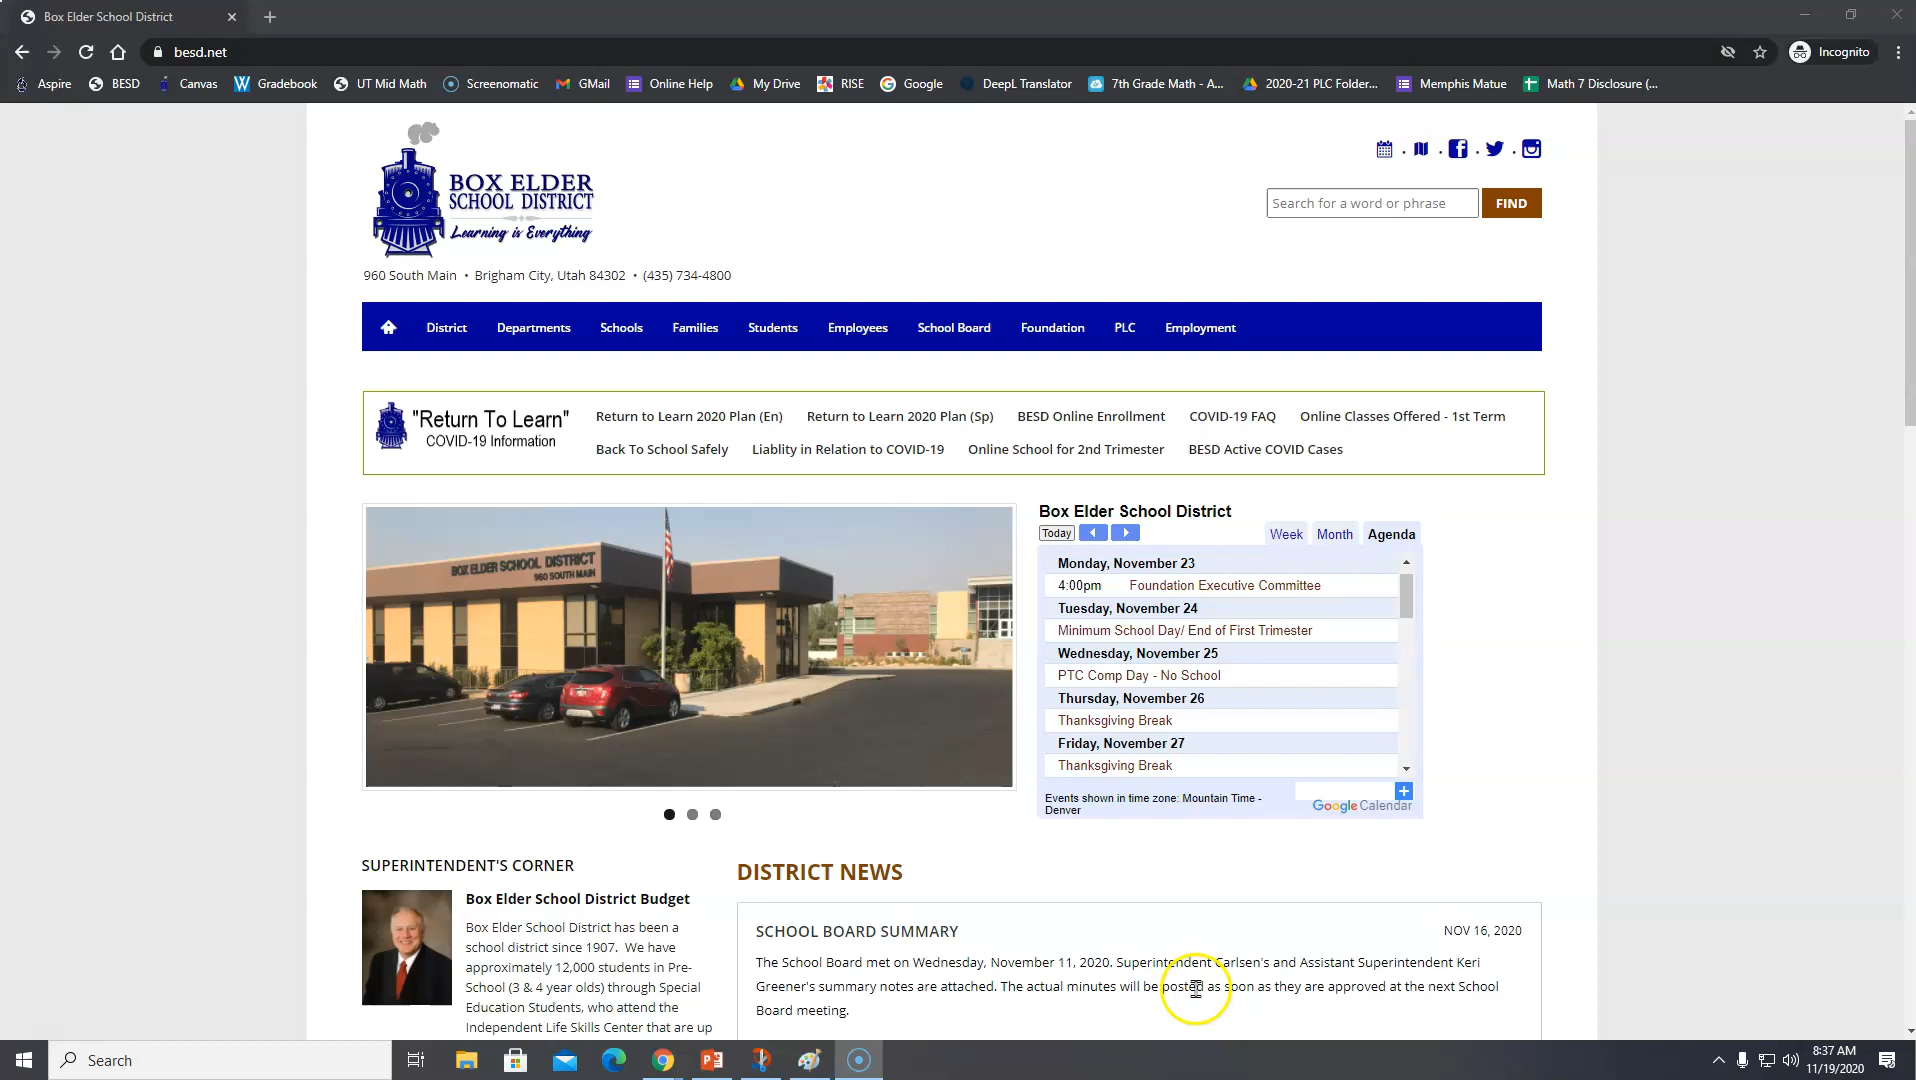 Box Elder School District
besd.net
Incognito
Aspire BESD Canvas Gradebook UT Mid Math Screenomatic GMail Online Help My Drive RISE Google DeepL Translator 7th Grade Math - A... 2020-21 PLC Folder... Memphis Matue Math 7 Disclosure (...
BOX ELDER
SCHOOL DISTRICT
Learning is Everything
Search for a word or phrase FIND
960 South Main • Brigham City, Utah 84302 • (435) 734-4800
District Departments Schools Families Students Employees School Board Foundation PLC Employment
"Return To Learn"
COVID-19 Information
Return to Learn 2020 Plan (En) Return to Learn 2020 Plan (Sp) BESD Online Enrollment COVID-19 FAQ Online Classes Offered - 1st Term
Back To School Safely Liablity in Relation to COVID-19 Online School for 2nd Trimester BESD Active COVID Cases
BOX ELDER SCHOOL DISTRICT
960 SOUTH MAIN
Box Elder School District
Today Week Month Agenda
Monday, November 23
4:00pm Foundation Executive Committee
Tuesday, November 24
Minimum School Day/ End of First Trimester
Wednesday, November 25
PTC Comp Day - No School
Thursday, November 26
Thanksgiving Break
Friday, November 27
Thanksgiving Break
Events shown in time zone: Mountain Time -
Denver
Google Calendar
SUPERINTENDENT'S CORNER
Box Elder School District Budget
Box Elder School District has been a
school district since 1907. We have
approximately 12,000 students in Pre-
School (3 & 4 year olds) through Special
Education Students, who attend the
Independent Life Skills Center that are up
DISTRICT NEWS
SCHOOL BOARD SUMMARY NOV 16, 2020
The School Board met on Wednesday, November 11, 2020. Superintendent Carlsen's and Assistant Superintendent Keri
Greener's summary notes are attached. The actual minutes will be posted as soon as they are approved at the next School
Board meeting.
Search
8:37 AM
11/19/2020